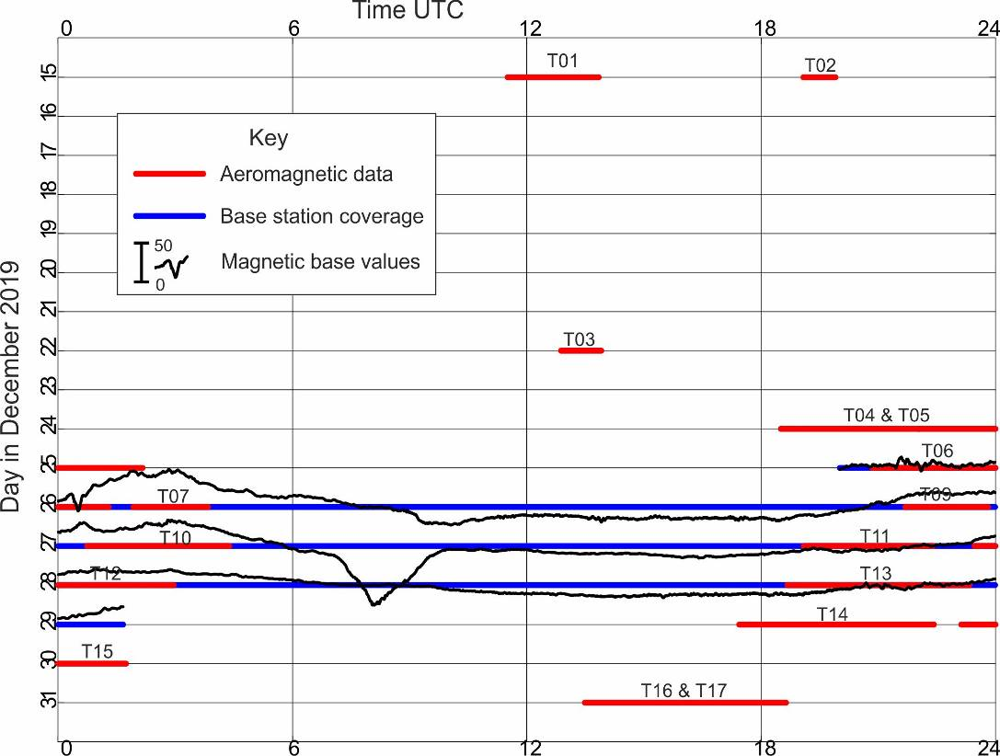 Time UTC
0 6 12 18 24
Day in December 2019
15
16
17
18
19
20
21
22
23
24
25
26
27
28
29
30
31
T01
T02
Key
Aeromagnetic data
Base station coverage
50
0
Magnetic base values
T03
T04 & T05
T06
T07
T09
T10
T11
T12
T13
T14
T15
T16 & T17
0 6 12 18 24